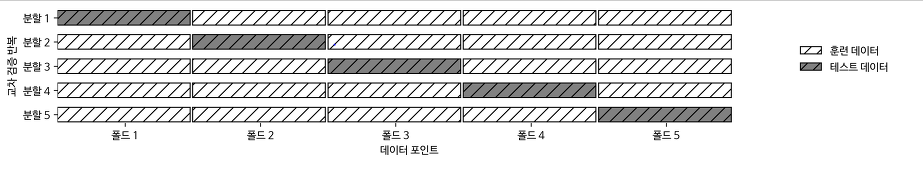 교차 검증 반복
분할 1
분할 2
분할 3
분할 4
분할 5
폴드 1
폴드 2
폴드 3
폴드 4
폴드 5
데이터 포인트
훈련 데이터
테스트 데이터